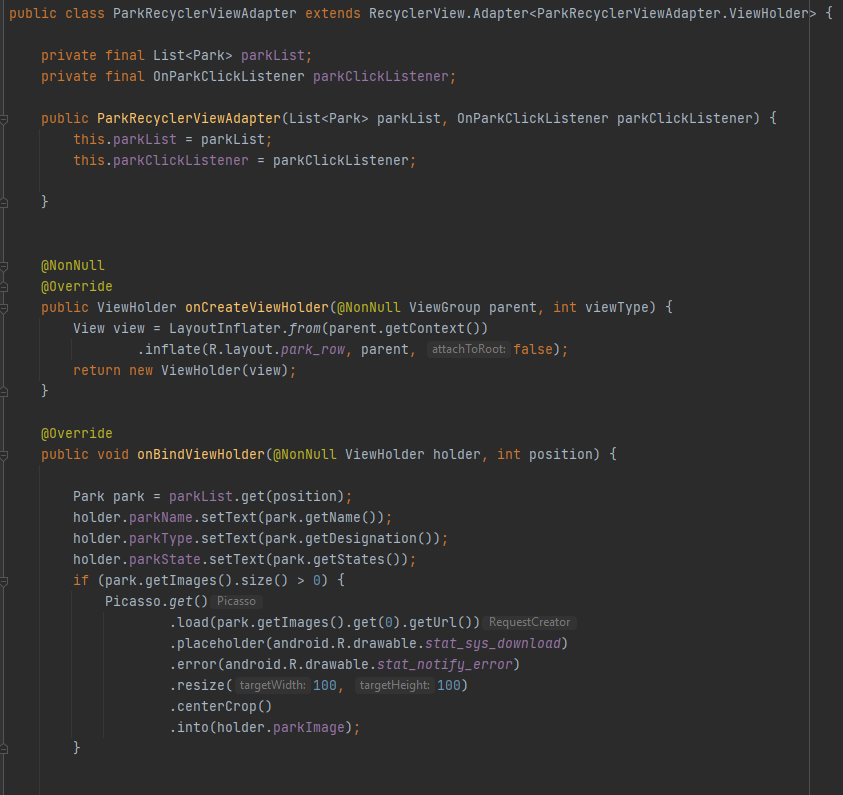 public class ParkRecyclerViewAdapter extends RecyclerView.Adapter<ParkRecyclerViewAdapter.ViewHolder> {
private final List<Park> parkList;
private final OnParkClickListener parkClickListener;
public ParkRecyclerViewAdapter(List<Park> parkList, OnParkClickListener parkClickListener) {
this.parkList = parkList;
this.parkClickListener = parkClickListener;
}
@NonNull
@Override
public ViewHolder onCreateViewHolder(@NonNull ViewGroup parent, int viewType) {
View view = LayoutInflater.from(parent.getContext())
.inflate(R.layout.park_row, parent, attachToRoot: false);
return new ViewHolder(view);
}
@Override
public void onBindViewHolder(@NonNull ViewHolder holder, int position) {
Park park = parkList.get(position);
holder.parkName.setText(park.getName());
holder.parkType.setText(park.getDesignation());
holder.parkState.setText(park.getStates());
if (park.getImages().size() > 0) {
Picasso.get() Picasso
.load(park.getImages().get(0).getUrl()) RequestCreator
.placeholder(android.R.drawable.stat_sys_download)
.error(android.R.drawable.stat_notify_error)
.resize( targetWidth: 100, targetHeight: 100)
.centerCrop()
.into(holder.parkImage);
}